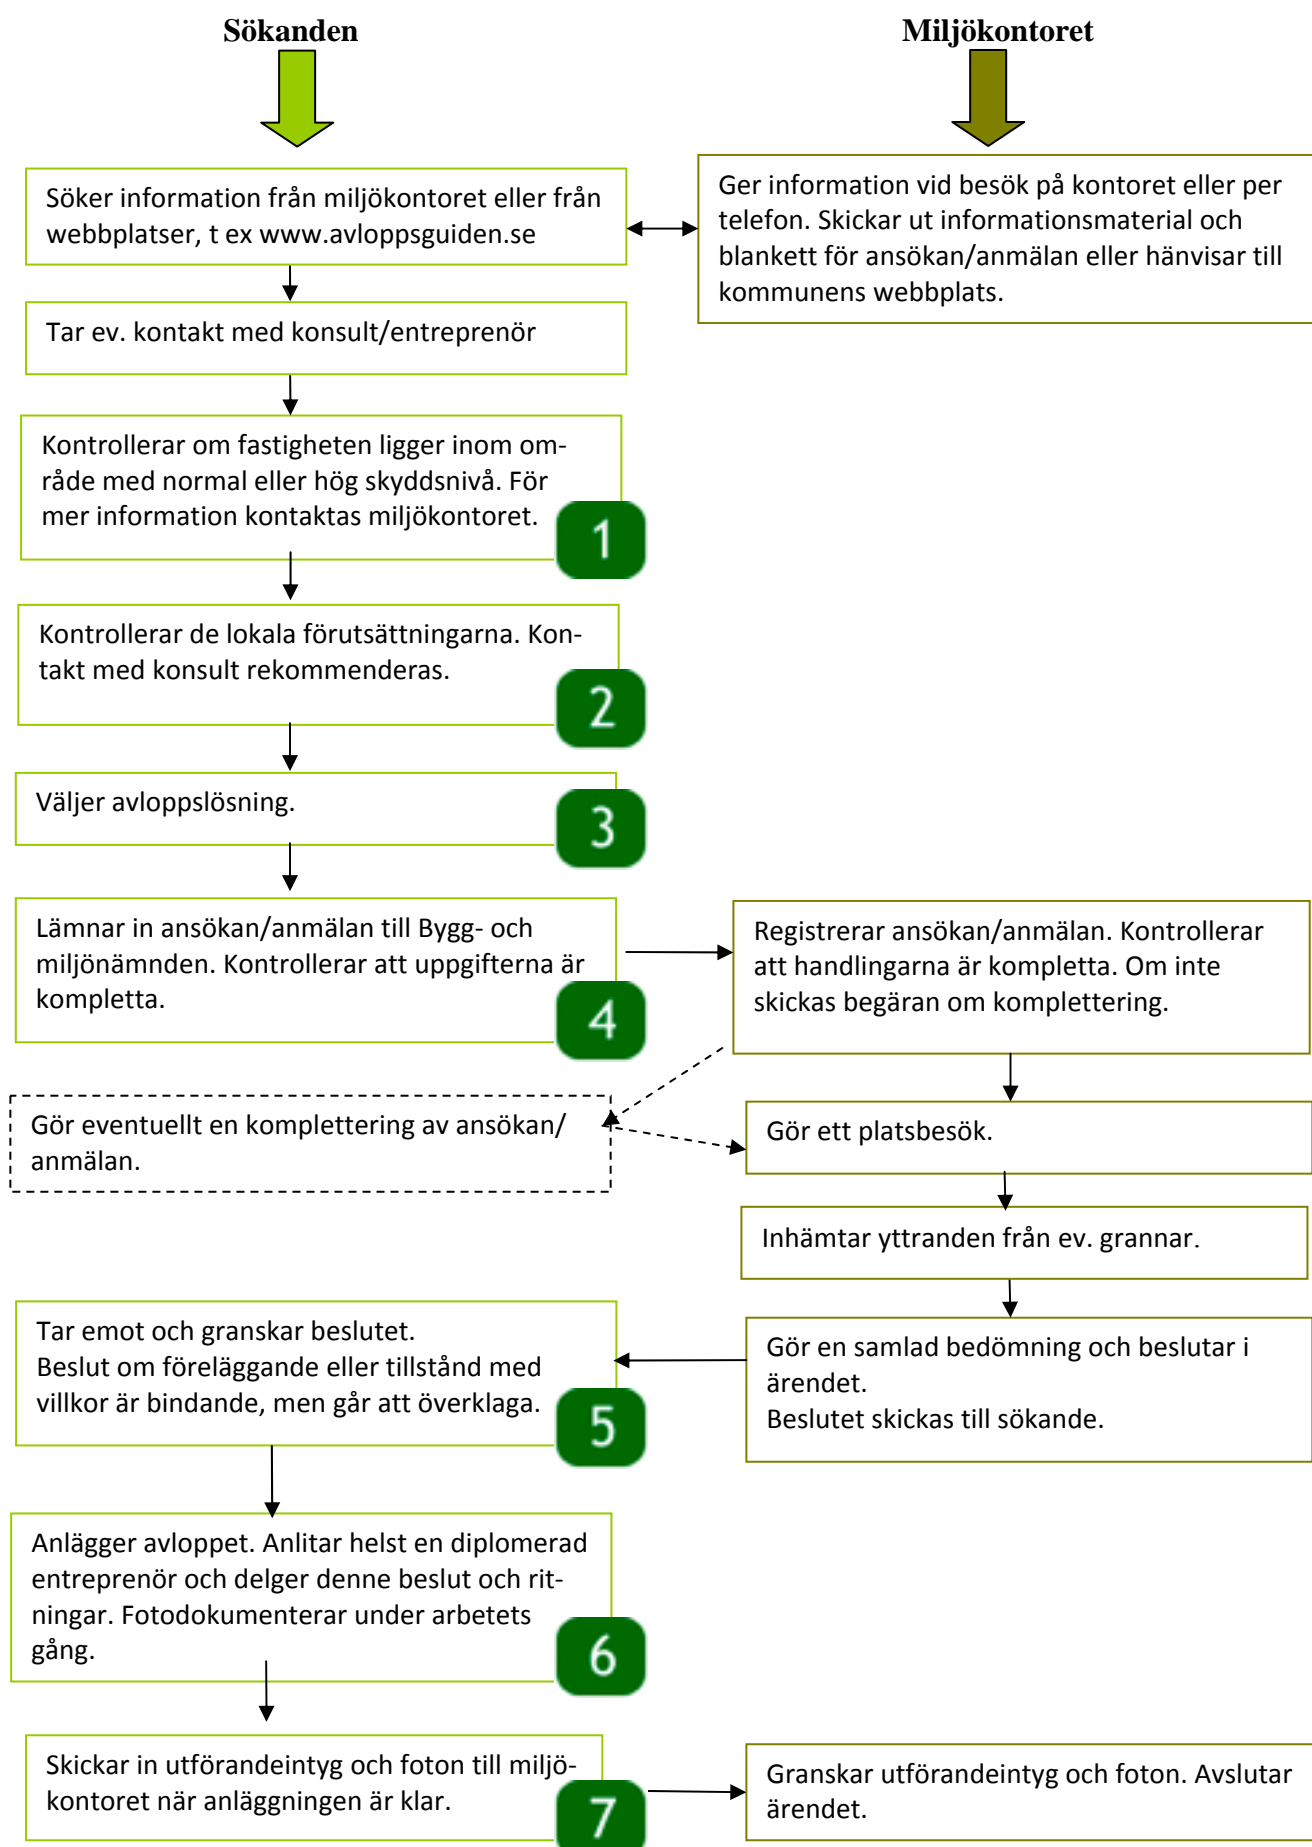 Sökanden
Miljökontoret
Söker information från miljökontoret eller från
webbplatser, t ex www.avloppsguiden.se
Ger information vid besök på kontoret eller per
telefon. Skickar ut informationsmaterial och
blankett för ansökan/anmälan eller hänvisar till
kommunens webbplats.
Tar ev. kontakt med konsult/entreprenör
Kontrollerar om fastigheten ligger inom om-
råde med normal eller hög skyddsnivå. För
mer information kontaktas miljökontoret.
1
Kontrollerar de lokala förutsättningarna. Kon-
takt med konsult rekommenderas.
2
Väljer avloppslösning.
3
Lämnar in ansökan/anmälan till Bygg- och
miljönämnden. Kontrollerar att uppgifterna är
kompletta.
4
Registrerar ansökan/anmälan. Kontrollerar
att handlingarna är kompletta. Om inte
skickas begäran om komplettering.
Gör eventuellt en komplettering av ansökan/
anmälan.
Gör ett platsbesök.
Inhämtar yttranden från ev. grannar.
Gör en samlad bedömning och beslutar i
ärendet.
Beslutet skickas till sökande.
Tar emot och granskar beslutet.
Beslut om föreläggande eller tillstånd med
villkor är bindande, men går att överklaga.
5
Anlägger avloppet. Anlitar helst en diplomerad
entreprenör och delger denne beslut och rit-
ningar. Fotodokumenterar under arbetets
gång.
6
Skickar in utförandeintyg och foton till miljö-
kontoret när anläggningen är klar.
7
Granskar utförandeintyg och foton. Avslutar
ärendet.